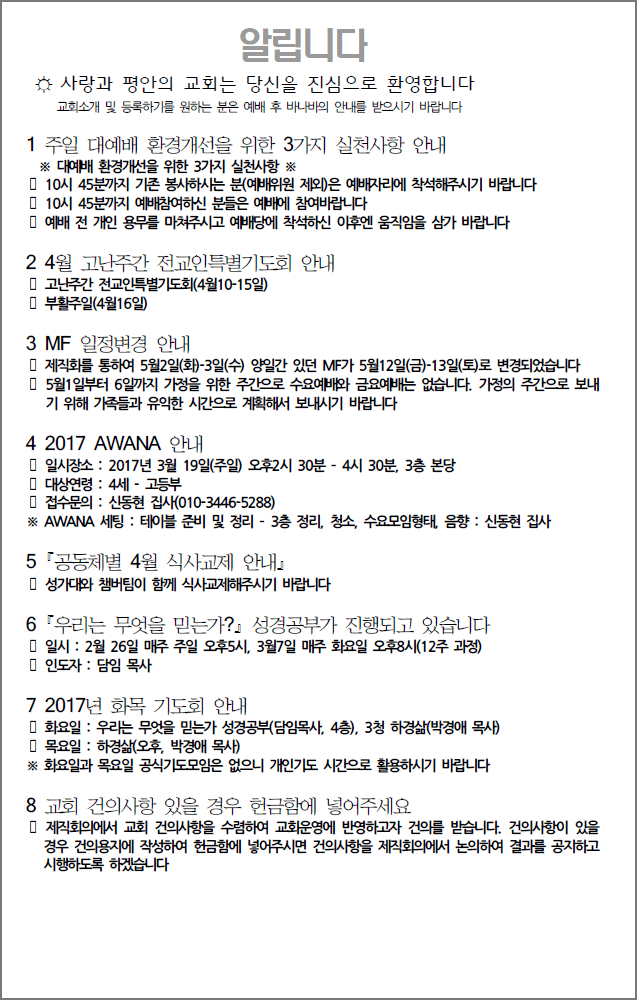 알립니다
☼ 사랑과 평안의 교회는 당신을 진심으로 환영합니다
교회소개 및 등록하기를 원하는 분은 예배 후 바나바의 안내를 받으시기 바랍니다
1 주일 대예배 환경개선을 위한 3가지 실천사항 안내
※ 대예배 환경개선을 위한 3가지 실천사항 ※
▯ 10시 45분까지 기존 봉사하시는 분(예배위원 제외)은 예배자리에 착석해주시기 바랍니다
▯ 10시 45분까지 예배참여하신 분들은 예배에 참여바랍니다
▯ 예배 전 개인 용무를 마쳐주시고 예배당에 착석하신 이후엔 움직임을 삼가 바랍니다
2 4월 고난주간 전교인특별기도회 안내
▯ 고난주간 전교인특별기도회(4월10-15일)
▯ 부활주일(4월16일)
3 MF 일정변경 안내
▯ 제직회를 통하여 5월2일(화)-3일(수) 양일간 있던 MF가 5월12일(금)-13일(토)로 변경되었습니다
▯ 5월1일부터 6일까지 가정을 위한 주간으로 수요예배와 금요예배는 없습니다. 가정의 주간으로 보내
기 위해 가족들과 유익한 시간으로 계획해서 보내시기 바랍니다
4 2017 AWANA 안내
▯ 일시장소 : 2017년 3월 19일(주일) 오후2시 30분 - 4시 30분, 3층 본당
▯ 대상연령 : 4세 - 고등부
▯ 접수문의 : 신동현 집사(010-3446-5288)
※ AWANA 세팅 : 테이블 준비 및 정리 - 3층 정리, 청소, 수요모임형태, 음향 : 신동현 집사
5 『공동체별 4월 식사교제 안내』
▯ 성가대와 챔버팀이 함께 식사교제해주시기 바랍니다
6 『우리는 무엇을 믿는가?』 성경공부가 진행되고 있습니다
▯ 일시 : 2월 26일 매주 주일 오후5시, 3월7일 매주 화요일 오후8시(12주 과정)
▯ 인도자 : 담임 목사
7 2017년 화목 기도회 안내
▯ 화요일 : 우리는 무엇을 믿는가 성경공부(담임목사, 4층), 3청 하경삶(박경애 목사)
▯ 목요일 : 하경삶(오후, 박경애 목사)
※ 화요일과 목요일 공식기도모임은 없으니 개인기도 시간으로 활용하시기 바랍니다
8 교회 건의사항 있을 경우 헌금함에 넣어주세요
▯ 제직회의에서 교회 건의사항을 수렴하여 교회운영에 반영하고자 건의를 받습니다. 건의사항이 있을
경우 건의용지에 작성하여 헌금함에 넣어주시면 건의사항을 제직회의에서 논의하여 결과를 공지하고
시행하도록 하겠습니다